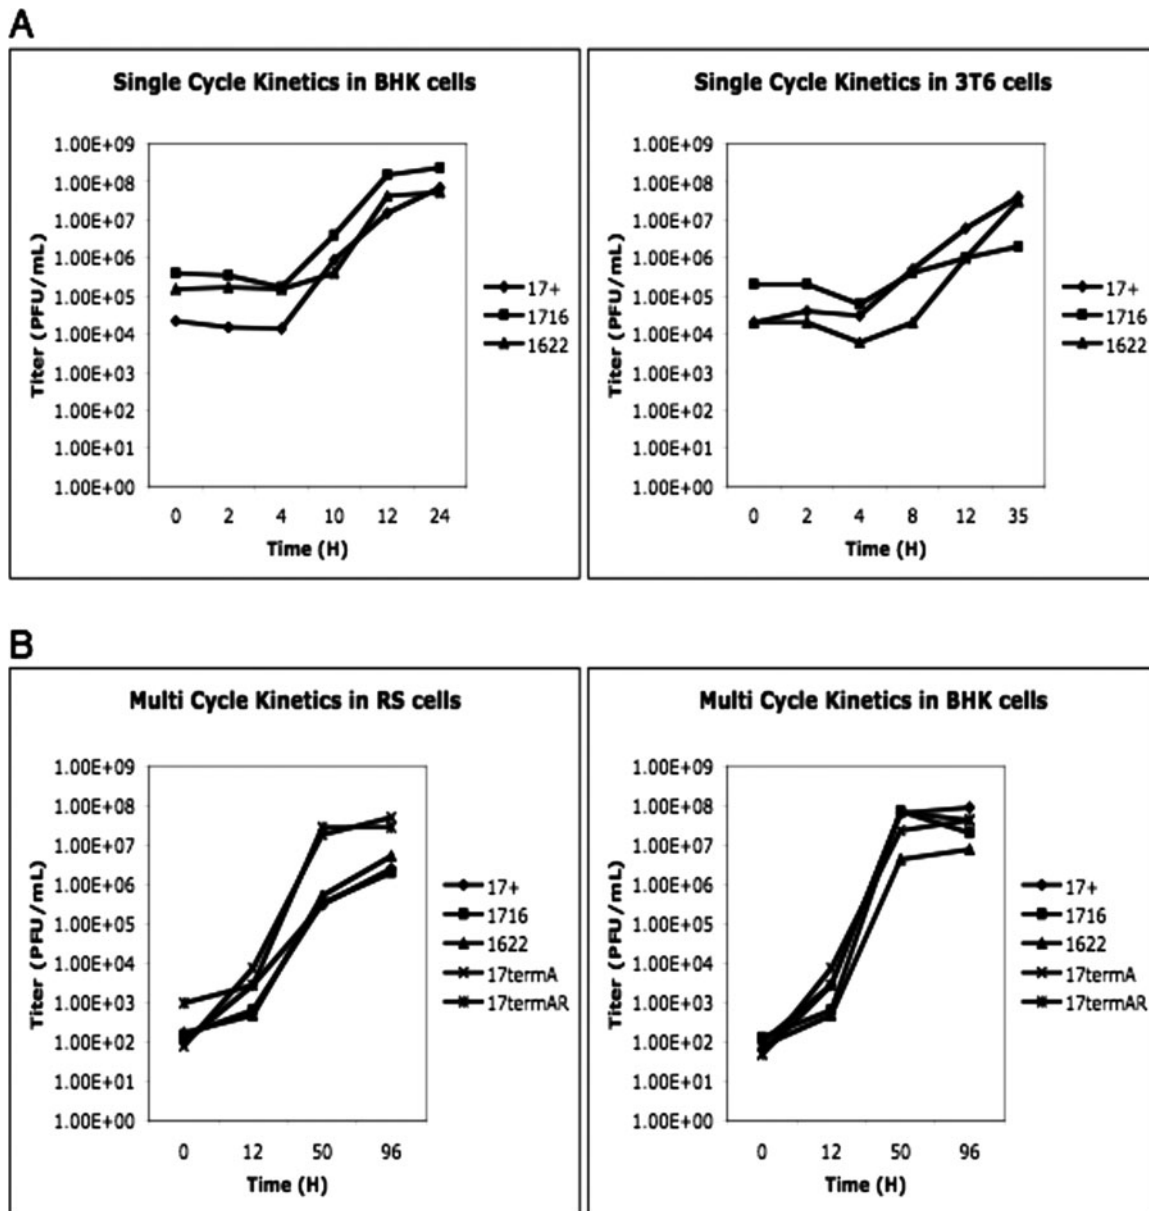 A
Single Cycle Kinetics in BHK cells
Titer (PFU/mL)
1.00E+09
1.00E+08
1.00E+07
1.00E+06
1.00E+05
1.00E+04
1.00E+03
1.00E+02
1.00E+01
1.00E+00
0 2 4 10 12 24
Time (H)
17+
1716
1622
Single Cycle Kinetics in 3T6 cells
Titer (PFU/mL)
1.00E+09
1.00E+08
1.00E+07
1.00E+06
1.00E+05
1.00E+04
1.00E+03
1.00E+02
1.00E+01
1.00E+00
0 2 4 8 12 35
Time (H)
17+
1716
1622
B
Multi Cycle Kinetics in RS cells
Titer (PFU/mL)
1.00E+09
1.00E+08
1.00E+07
1.00E+06
1.00E+05
1.00E+04
1.00E+03
1.00E+02
1.00E+01
1.00E+00
0 12 50 96
Time (H)
17+
1716
1622
17termA
17termAR
Multi Cycle Kinetics in BHK cells
Titer (PFU/mL)
1.00E+09
1.00E+08
1.00E+07
1.00E+06
1.00E+05
1.00E+04
1.00E+03
1.00E+02
1.00E+01
1.00E+00
0 12 50 96
Time (H)
17+
1716
1622
17termA
17termAR